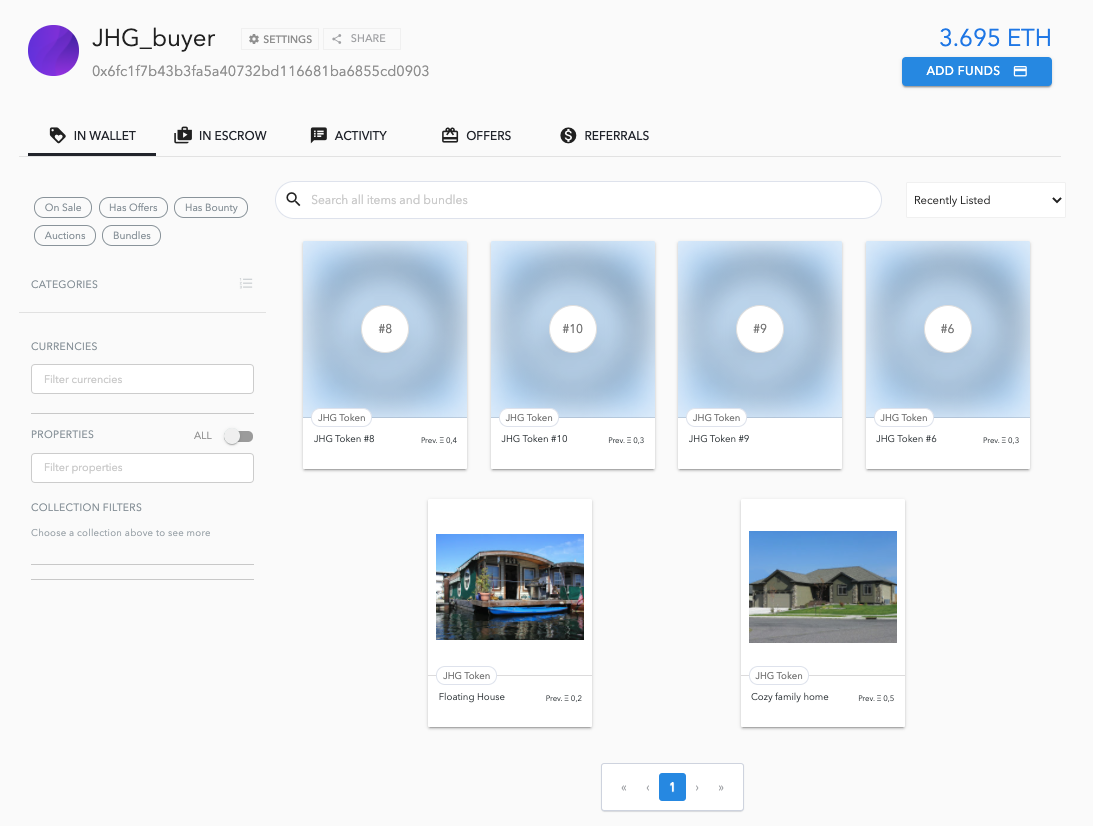 JHG_buyer
SETTINGS
SHARE
3.695 ETH
0x6fc1f7b43b3fa5a40732bd116681ba6855cd0903
ADD FUNDS
IN WALLET
IN ESCROW
ACTIVITY
OFFERS
REFERRALS
On Sale
Has Offers
Has Bounty
Auctions
Bundles
CATEGORIES
CURRENCIES
Filter currencies
PROPERTIES
ALL
Filter properties
COLLECTION FILTERS
Choose a collection above to see more
Search all items and bundles
Recently Listed
#8
JHG Token
JHG Token #8
Prev. Ξ 0,4
#10
JHG Token
JHG Token #10
Prev. Ξ 0,3
#9
JHG Token
JHG Token #9
#6
JHG Token
JHG Token #6
Prev. Ξ 0,3
JHG Token
Floating House
Prev. Ξ 0,2
JHG Token
Cozy family home
Prev. Ξ 0,5
« ‹ 1 › »